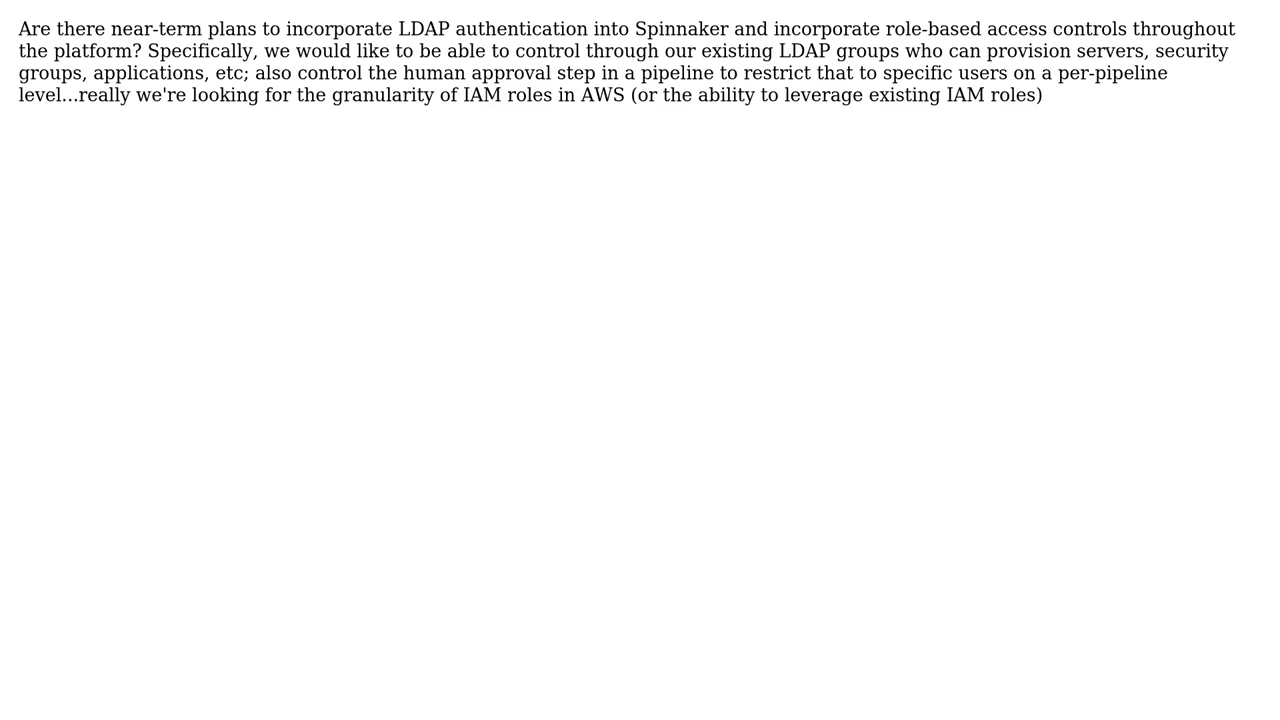 Are there near-term plans to incorporate LDAP authentication into Spinnaker and incorporate role-based access controls throughout
the platform? Specifically, we would like to be able to control through our existing LDAP groups who can provision servers, security
groups, applications, etc; also control the human approval step in a pipeline to restrict that to specific users on a per-pipeline
level...really we're looking for the granularity of IAM roles in AWS (or the ability to leverage existing IAM roles)